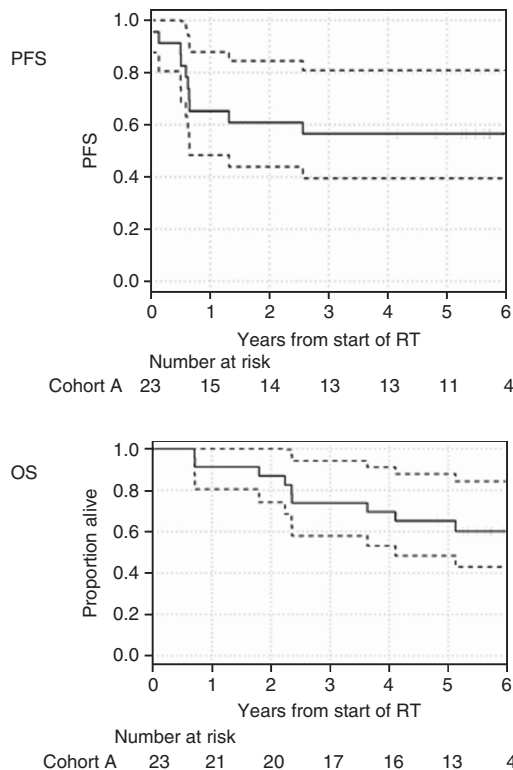 PFS
PFS
1.0
0.8
0.6
0.4
0.2
0.0
0 1 2 3 4 5 6
Years from start of RT
Number at risk
Cohort A 23 15 14 13 13 11 4
OS
Proportion alive
1.0
0.8
0.6
0.4
0.2
0.0
0 1 2 3 4 5 6
Years from start of RT
Number at risk
Cohort A 23 21 20 17 16 13 4